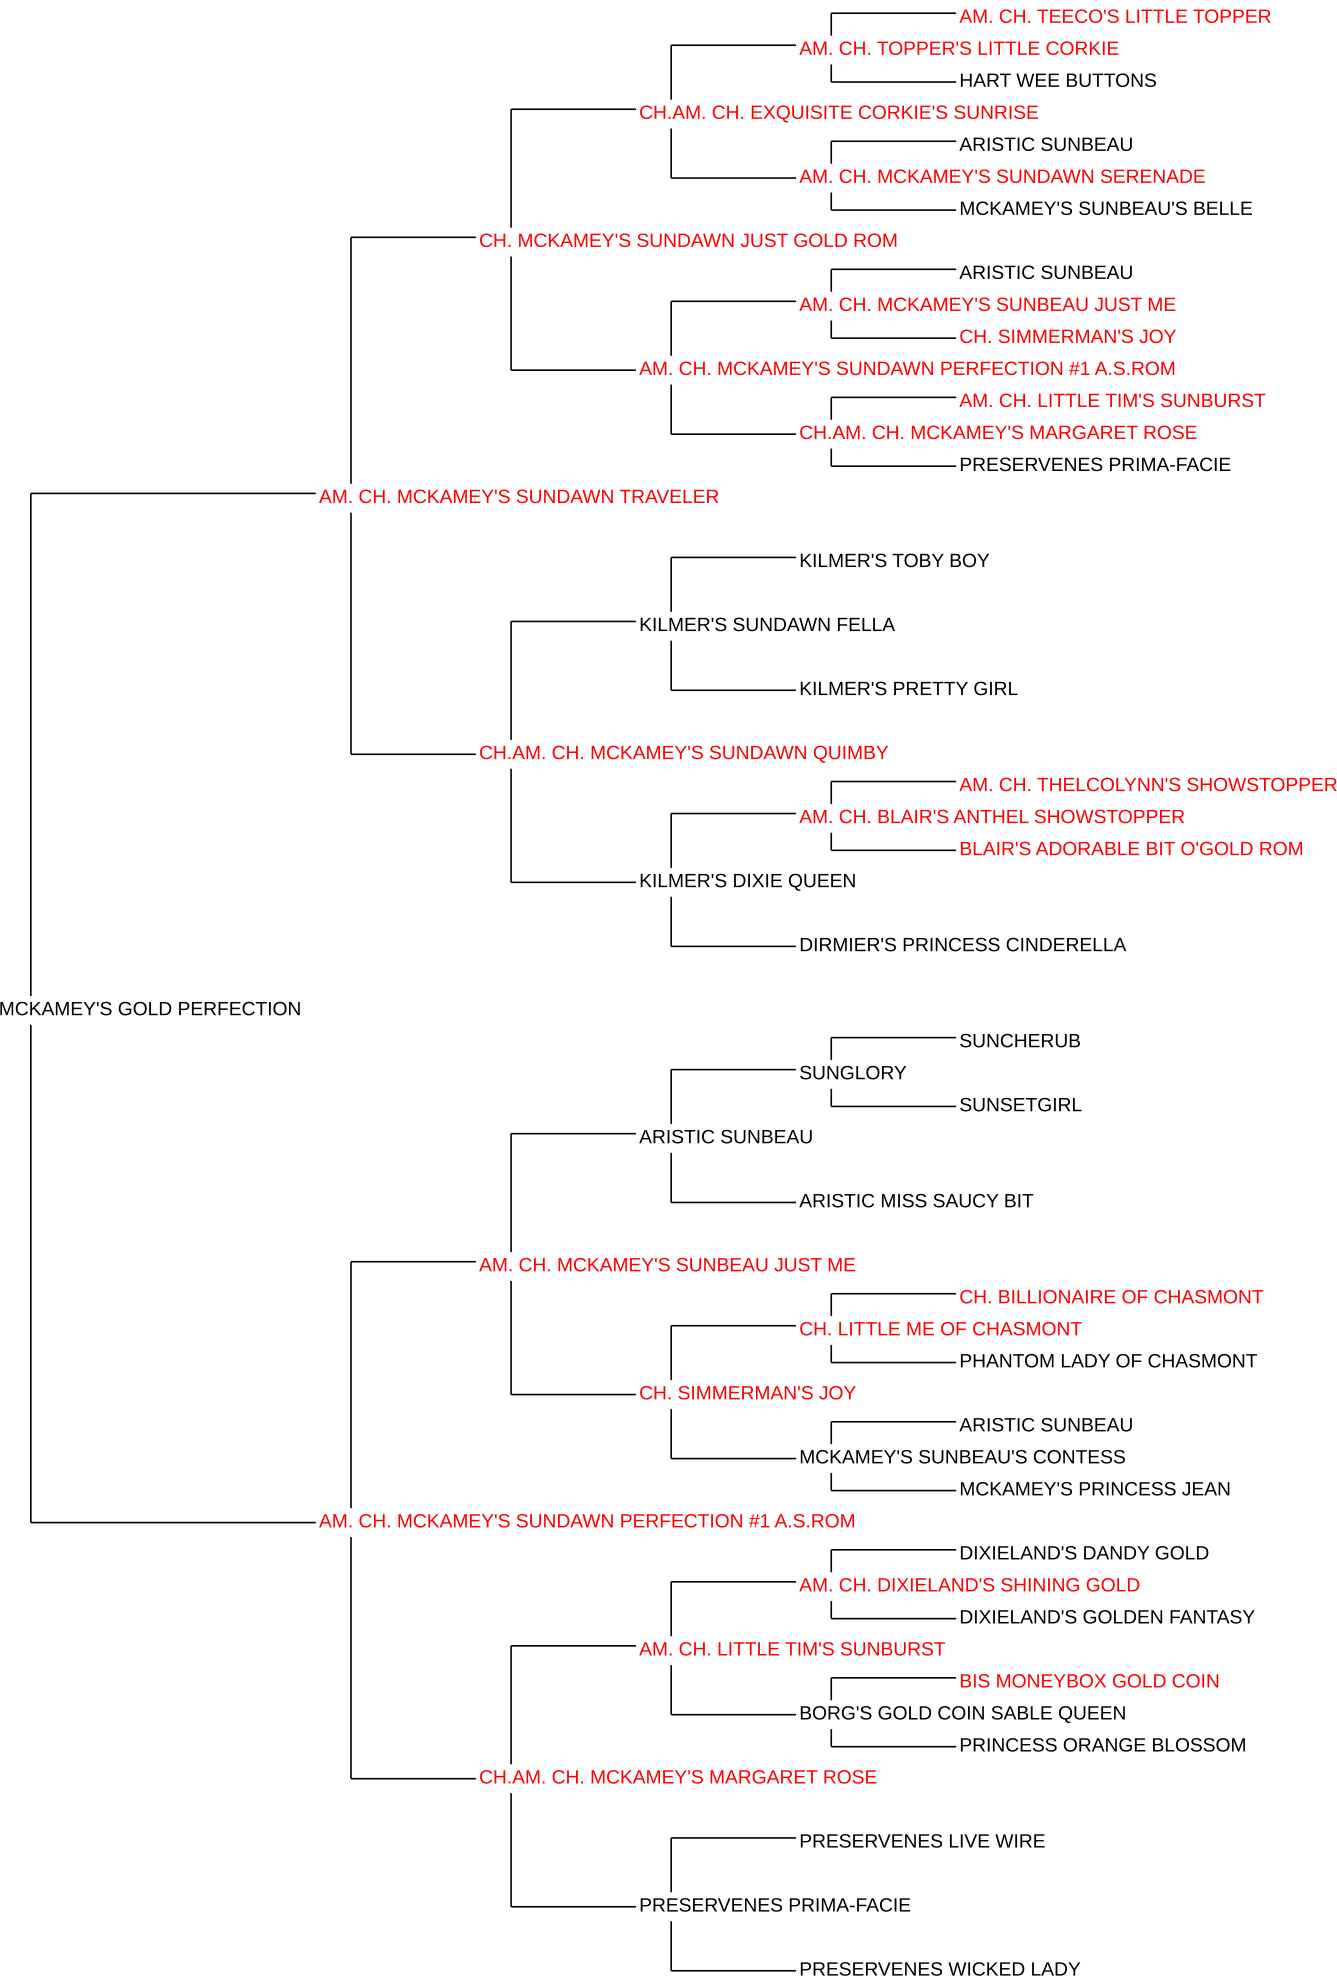 AM. CH. TEECO'S LITTLE TOPPER
AM. CH. TOPPER'S LITTLE CORKIE
HART WEE BUTTONS
CH.AM. CH. EXQUISITE CORKIE'S SUNRISE
ARISTIC SUNBEAU
AM. CH. MCKAMEY'S SUNDAWN SERENADE
MCKAMEY'S SUNBEAU'S BELLE
CH. MCKAMEY'S SUNDAWN JUST GOLD ROM
ARISTIC SUNBEAU
AM. CH. MCKAMEY'S SUNBEAU JUST ME
CH. SIMMERMAN'S JOY
AM. CH. MCKAMEY'S SUNDAWN PERFECTION #1 A.S.ROM
AM. CH. LITTLE TIM'S SUNBURST
CH.AM. CH. MCKAMEY'S MARGARET ROSE
PRESERVENES PRIMA-FACIE
AM. CH. MCKAMEY'S SUNDAWN TRAVELER
KILMER'S TOBY BOY
KILMER'S SUNDAWN FELLA
KILMER'S PRETTY GIRL
CH.AM. CH. MCKAMEY'S SUNDAWN QUIMBY
AM. CH. THELCOLYNN'S SHOWSTOPPER
AM. CH. BLAIR'S ANTHEL SHOWSTOPPER
BLAIR'S ADORABLE BIT O'GOLD ROM
KILMER'S DIXIE QUEEN
DIRMIER'S PRINCESS CINDERELLA
MCKAMEY'S GOLD PERFECTION
SUNCHERUB
SUNGLORY
SUNSETGIRL
ARISTIC SUNBEAU
ARISTIC MISS SAUCY BIT
AM. CH. MCKAMEY'S SUNBEAU JUST ME
CH. BILLIONAIRE OF CHASMONT
CH. LITTLE ME OF CHASMONT
PHANTOM LADY OF CHASMONT
CH. SIMMERMAN'S JOY
ARISTIC SUNBEAU
MCKAMEY'S SUNBEAU'S CONTESS
MCKAMEY'S PRINCESS JEAN
AM. CH. MCKAMEY'S SUNDAWN PERFECTION #1 A.S.ROM
DIXIELAND'S DANDY GOLD
AM. CH. DIXIELAND'S SHINING GOLD
DIXIELAND'S GOLDEN FANTASY
AM. CH. LITTLE TIM'S SUNBURST
BIS MONEYBOX GOLD COIN
BORG'S GOLD COIN SABLE QUEEN
PRINCESS ORANGE BLOSSOM
CH.AM. CH. MCKAMEY'S MARGARET ROSE
PRESERVENES LIVE WIRE
PRESERVENES PRIMA-FACIE
PRESERVENES WICKED LADY